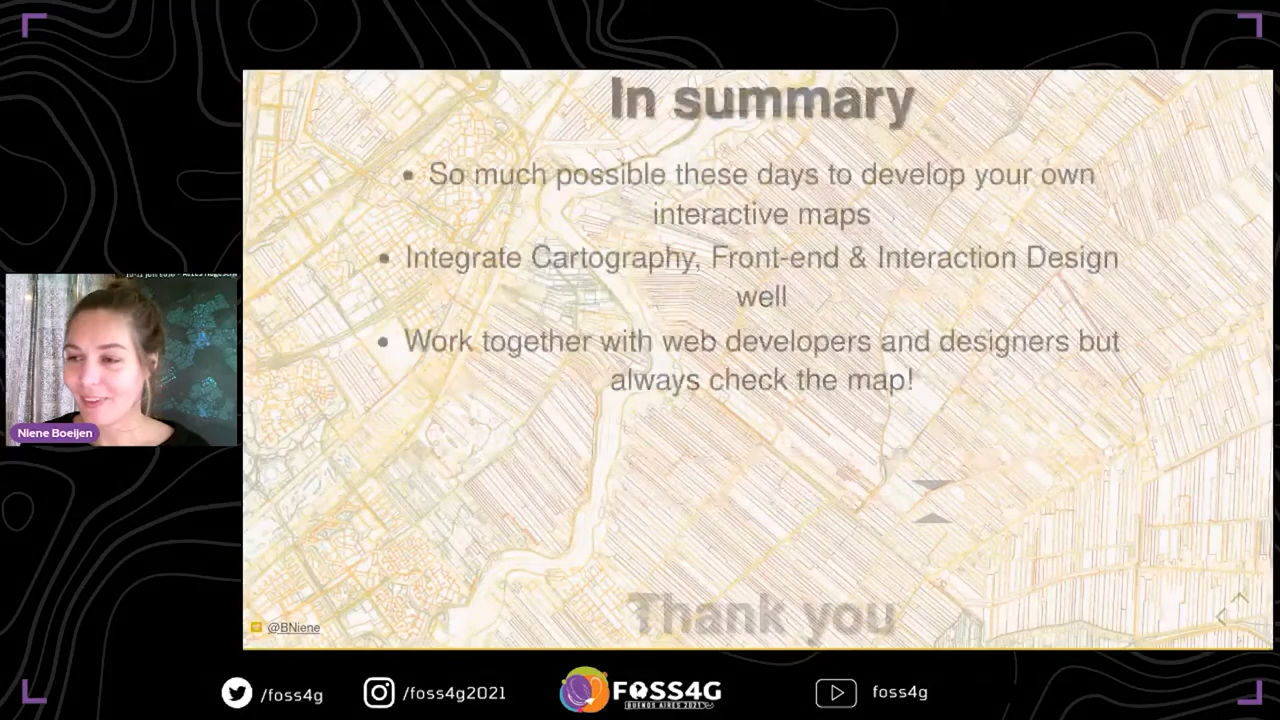 In summary
So much possible these days to develop your own
interactive maps
Integrate Cartography, Front-end & Interaction Design
well
Work together with web developers and designers but
always check the map!
Niene Boeijen
Thank you
@BNiene
/foss4g
/foss4g2021
FOSS4G
BUENOS AIRES 2021
foss4g